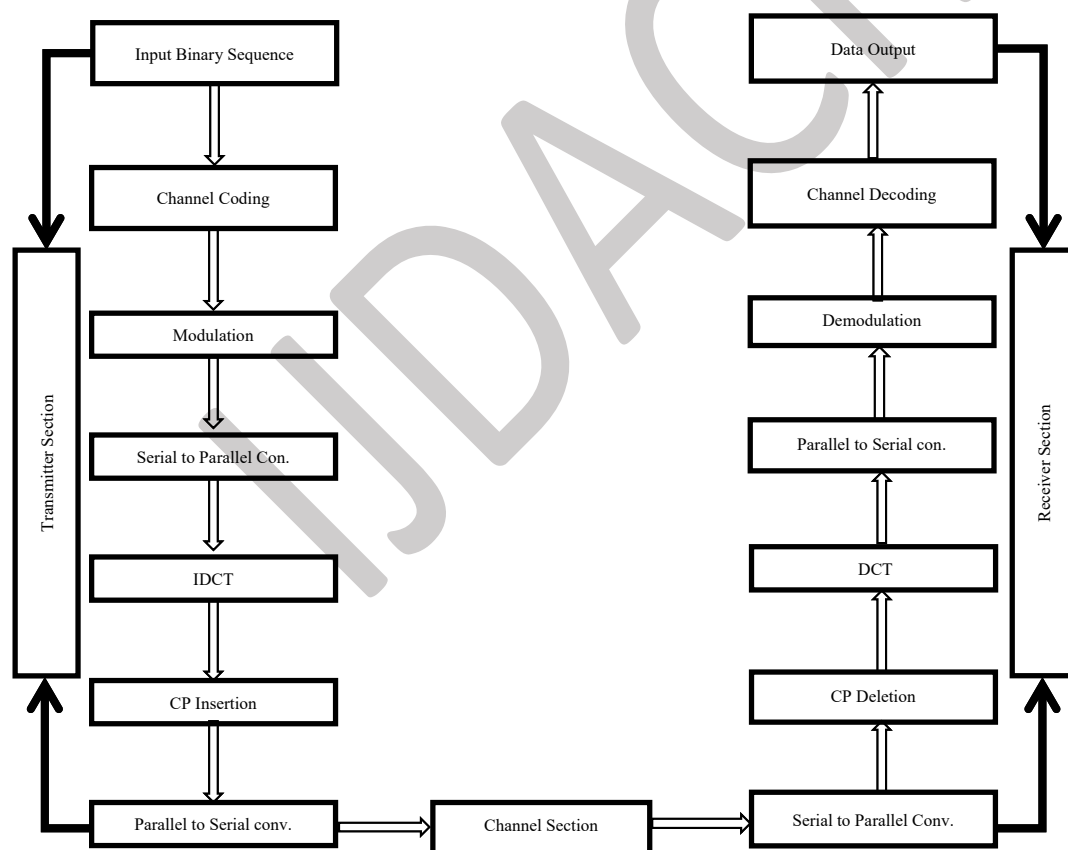 Input Binary Sequence
Channel Coding
Modulation
Serial to Parallel Con.
IDCT
CP Insertion
Parallel to Serial conv.
Transmitter Section
Channel Section
Data Output
Channel Decoding
Demodulation
Parallel to Serial con.
DCT
CP Deletion
Serial to Parallel Conv.
Receiver Section
IJDAC